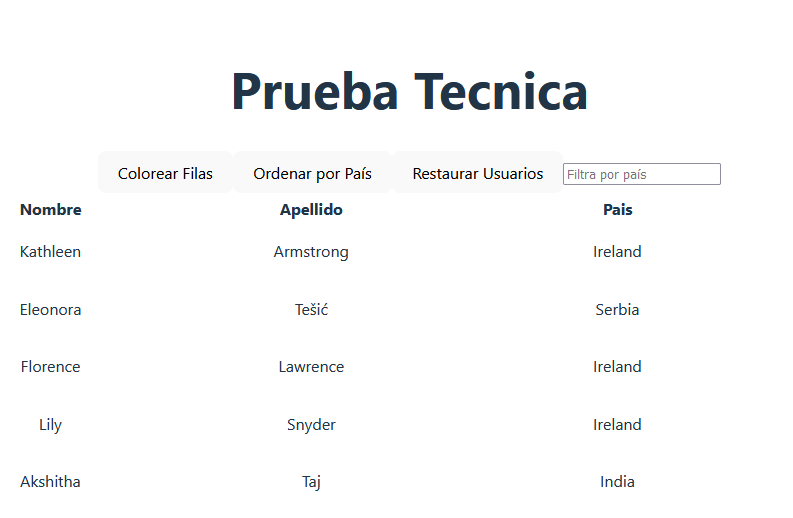 Prueba Tecnica
Colorear Filas Ordenar por País Restaurar Usuarios Filtra por país
Nombre Apellido Pais
Kathleen Armstrong Ireland
Eleonora Tešić Serbia
Florence Lawrence Ireland
Lily Snyder Ireland
Akshitha Taj India